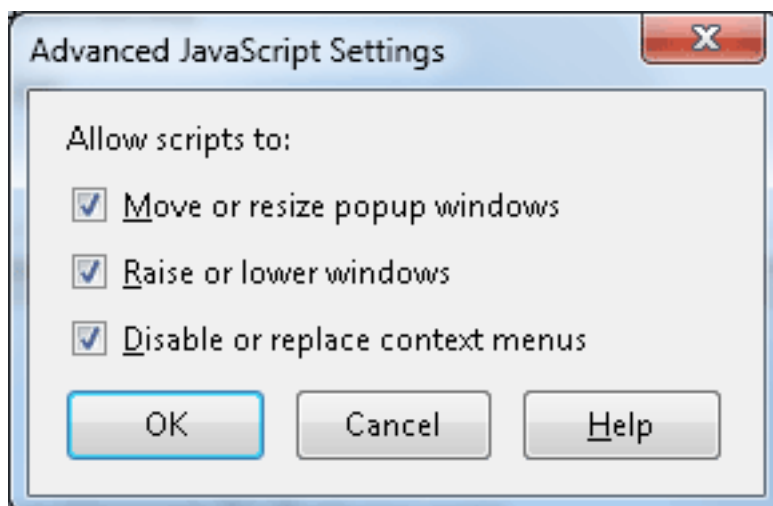 Advanced JavaScript Settings
Allow scripts to:
Move or resize popup windows
Raise or lower windows
Disable or replace context menus
OK Cancel Help